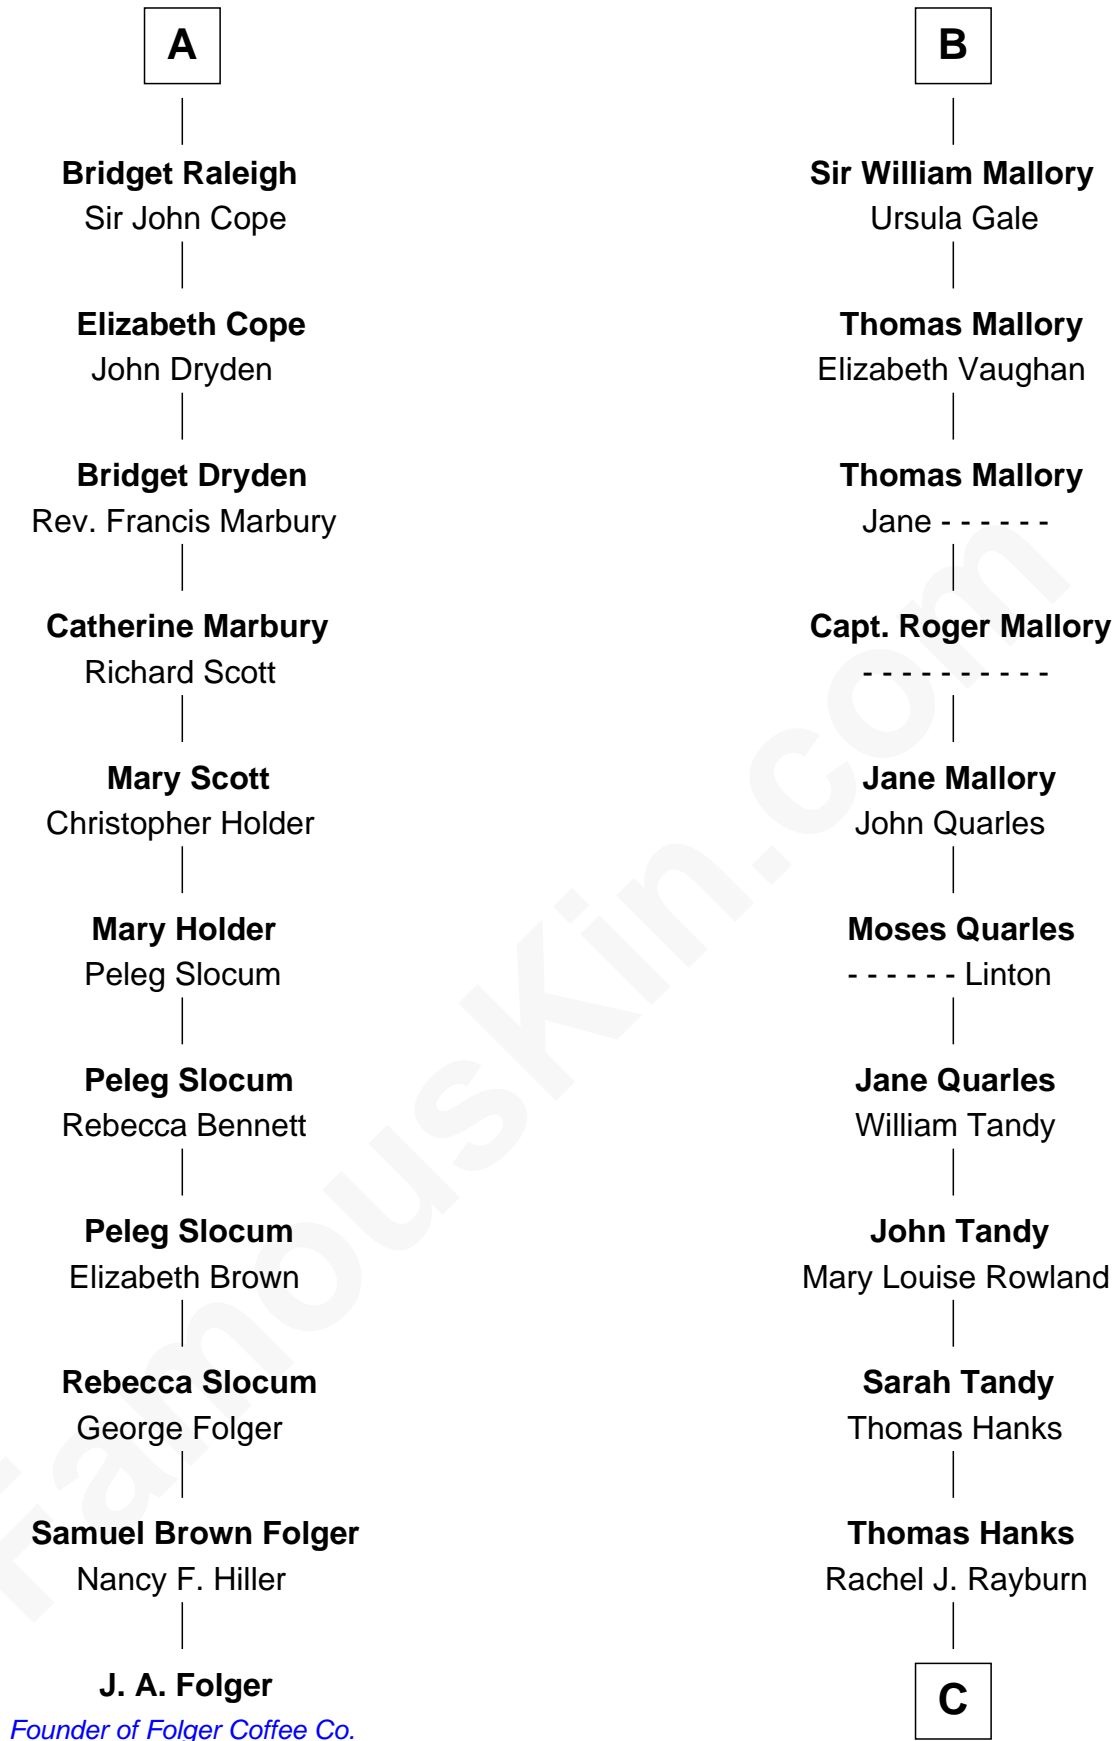 A
Bridget Raleigh
Sir John Cope
Elizabeth Cope
John Dryden
Bridget Dryden
Rev. Francis Marbury
Catherine Marbury
Richard Scott
Mary Scott
Christopher Holder
Mary Holder
Peleg Slocum
Peleg Slocum
Rebecca Bennett
Peleg Slocum
Elizabeth Brown
Rebecca Slocum
George Folger
Samuel Brown Folger
Nancy F. Hiller
J. A. Folger
Founder of Folger Coffee Co.
B
Sir William Mallory
Ursula Gale
Thomas Mallory
Elizabeth Vaughan
Thomas Mallory
Jane - - - - - -
Capt. Roger Mallory
- - - - - - - - - -
Jane Mallory
John Quarles
Moses Quarles
- - - - - - Linton
Jane Quarles
William Tandy
John Tandy
Mary Louise Rowland
Sarah Tandy
Thomas Hanks
Thomas Hanks
Rachel J. Rayburn
C
FamousKin.com